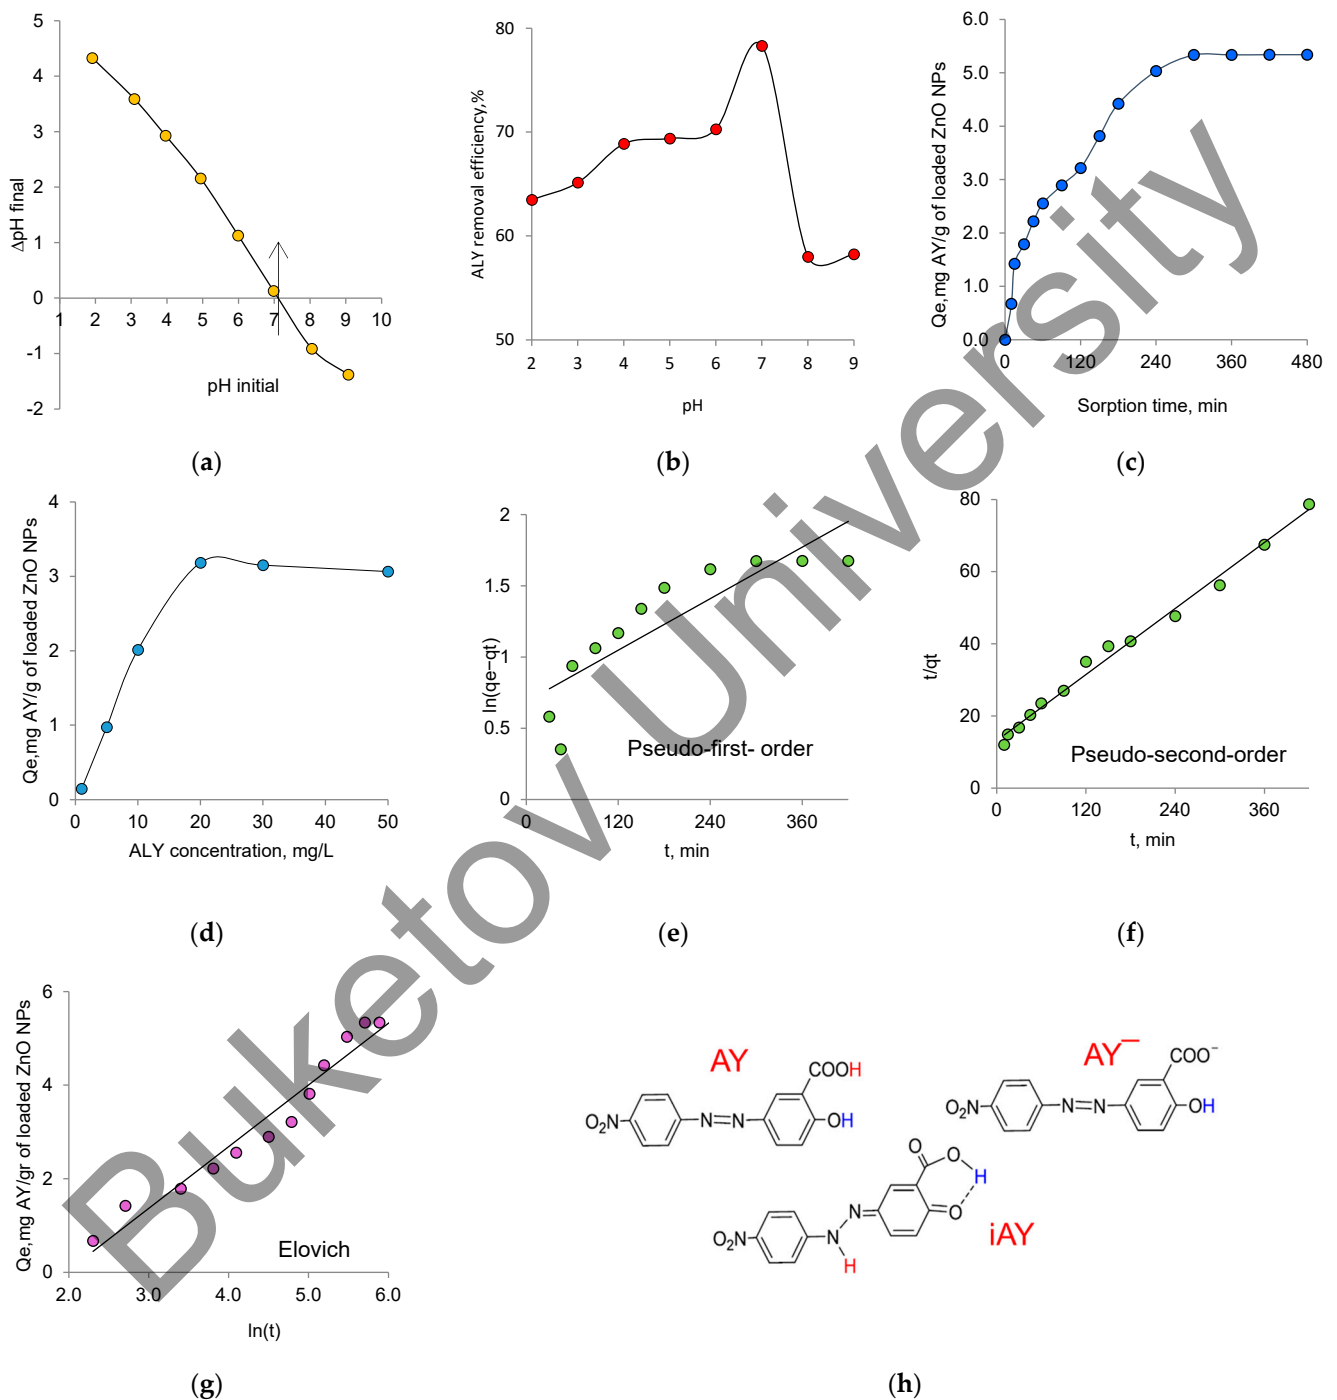 5
4
3
2
1
0
-1
-2
1 2 3 4 5 6 7 8 9 10
ΔpH final
pH initial
(a)
80
70
60
50
2 3 4 5 6 7 8 9
ALY removal efficiency,%
pH
(b)
6.0
5.0
4.0
3.0
2.0
1.0
0.0
0 120 240 360 480
Qe,mg AY/g of loaded ZnO NPs
Sorption time, min
(c)
4
3
2
1
0
0 10 20 30 40 50
Qe,mg AY/g of loaded ZnO NPs
ALY concentration, mg/L
(d)
2
1.5
1
0.5
0
0 120 240 360
ln(qe−qt)
Pseudo-first- order
t, min
(e)
80
60
40
20
0
0 120 240 360
t/qt
Pseudo-second-order
t, min
(f)
6
4
2
0
2.0 3.0 4.0 5.0 6.0
Qe,mg AY/gr of loaded ZnO NPs
Elovich
ln(t)
(g)
AY
COOH
O₂N N=N OH
AY⁻
COO⁻
O₂N N=N OH
O O H
O₂N N N O
H
iAY
(h)
Buketov University